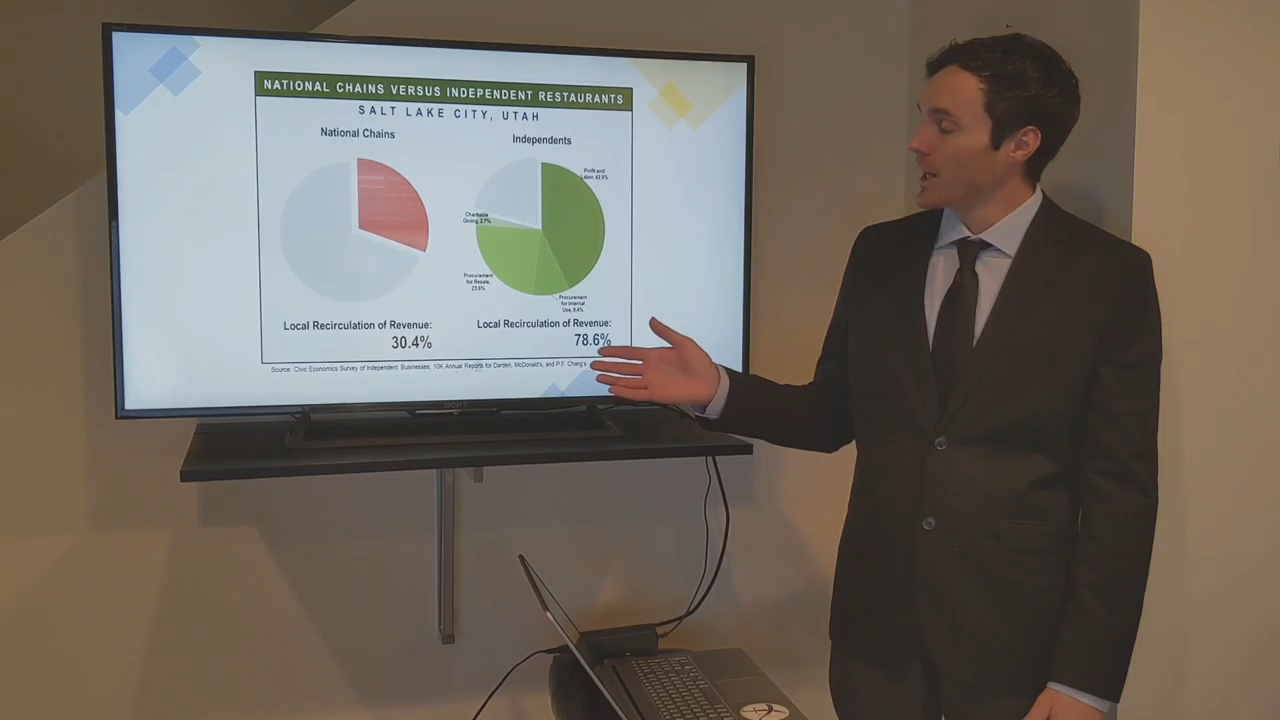 NATIONAL CHAINS VERSUS INDEPENDENT RESTAURANTS
SALT LAKE CITY, UTAH
National Chains
Independents
Profit and
Labor, 42.8%
Charitable
Giving, 2.7%
Procurement
for Resale,
23.8%
Procurement
for Internal
Use, 9.4%
Local Recirculation of Revenue:
30.4%
Local Recirculation of Revenue:
78.6%
Source: Civic Economics Survey of Independent Businesses; 10K Annual Reports for Darden, McDonald's, and P.F. Chang's
SONY